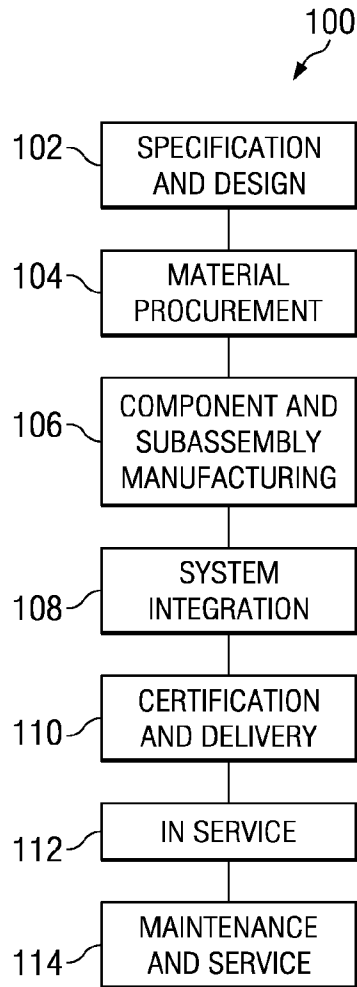 100
102
SPECIFICATION
AND DESIGN
104
MATERIAL
PROCUREMENT
106
COMPONENT AND
SUBASSEMBLY
MANUFACTURING
108
SYSTEM
INTEGRATION
110
CERTIFICATION
AND DELIVERY
112
IN SERVICE
114
MAINTENANCE
AND SERVICE